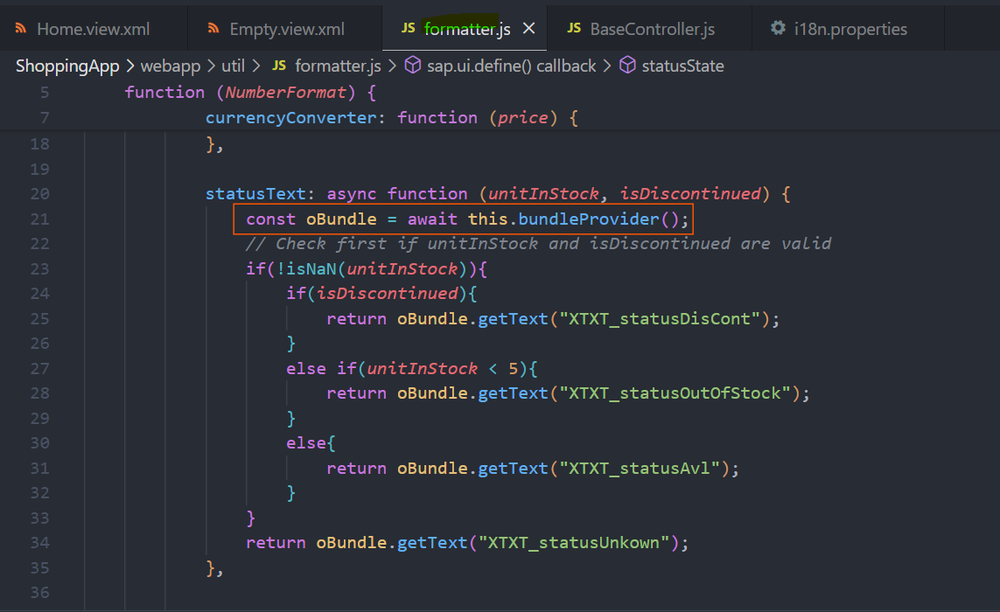 Home.view.xml Empty.view.xml JS formatter.js × JS BaseController.js i18n.properties
ShoppingApp > webapp > util > JS formatter.js > sap.ui.define() callback > statusState
5 function (NumberFormat) {
7 currencyConverter: function (price) {
18 },
19
20 statusText: async function (unitInStock, isDiscontinued) {
21 const oBundle = await this.bundleProvider();
22 // Check first if unitInStock and isDiscontinued are valid
23 if(!isNaN(unitInStock)){
24 if(isDiscontinued){
25 return oBundle.getText("XTXT_statusDisCont");
26 }
27 else if(unitInStock < 5){
28 return oBundle.getText("XTXT_statusOutOfStock");
29 }
30 else{
31 return oBundle.getText("XTXT_statusAvl");
32 }
33 }
34 return oBundle.getText("XTXT_statusUnkown");
35 },
36